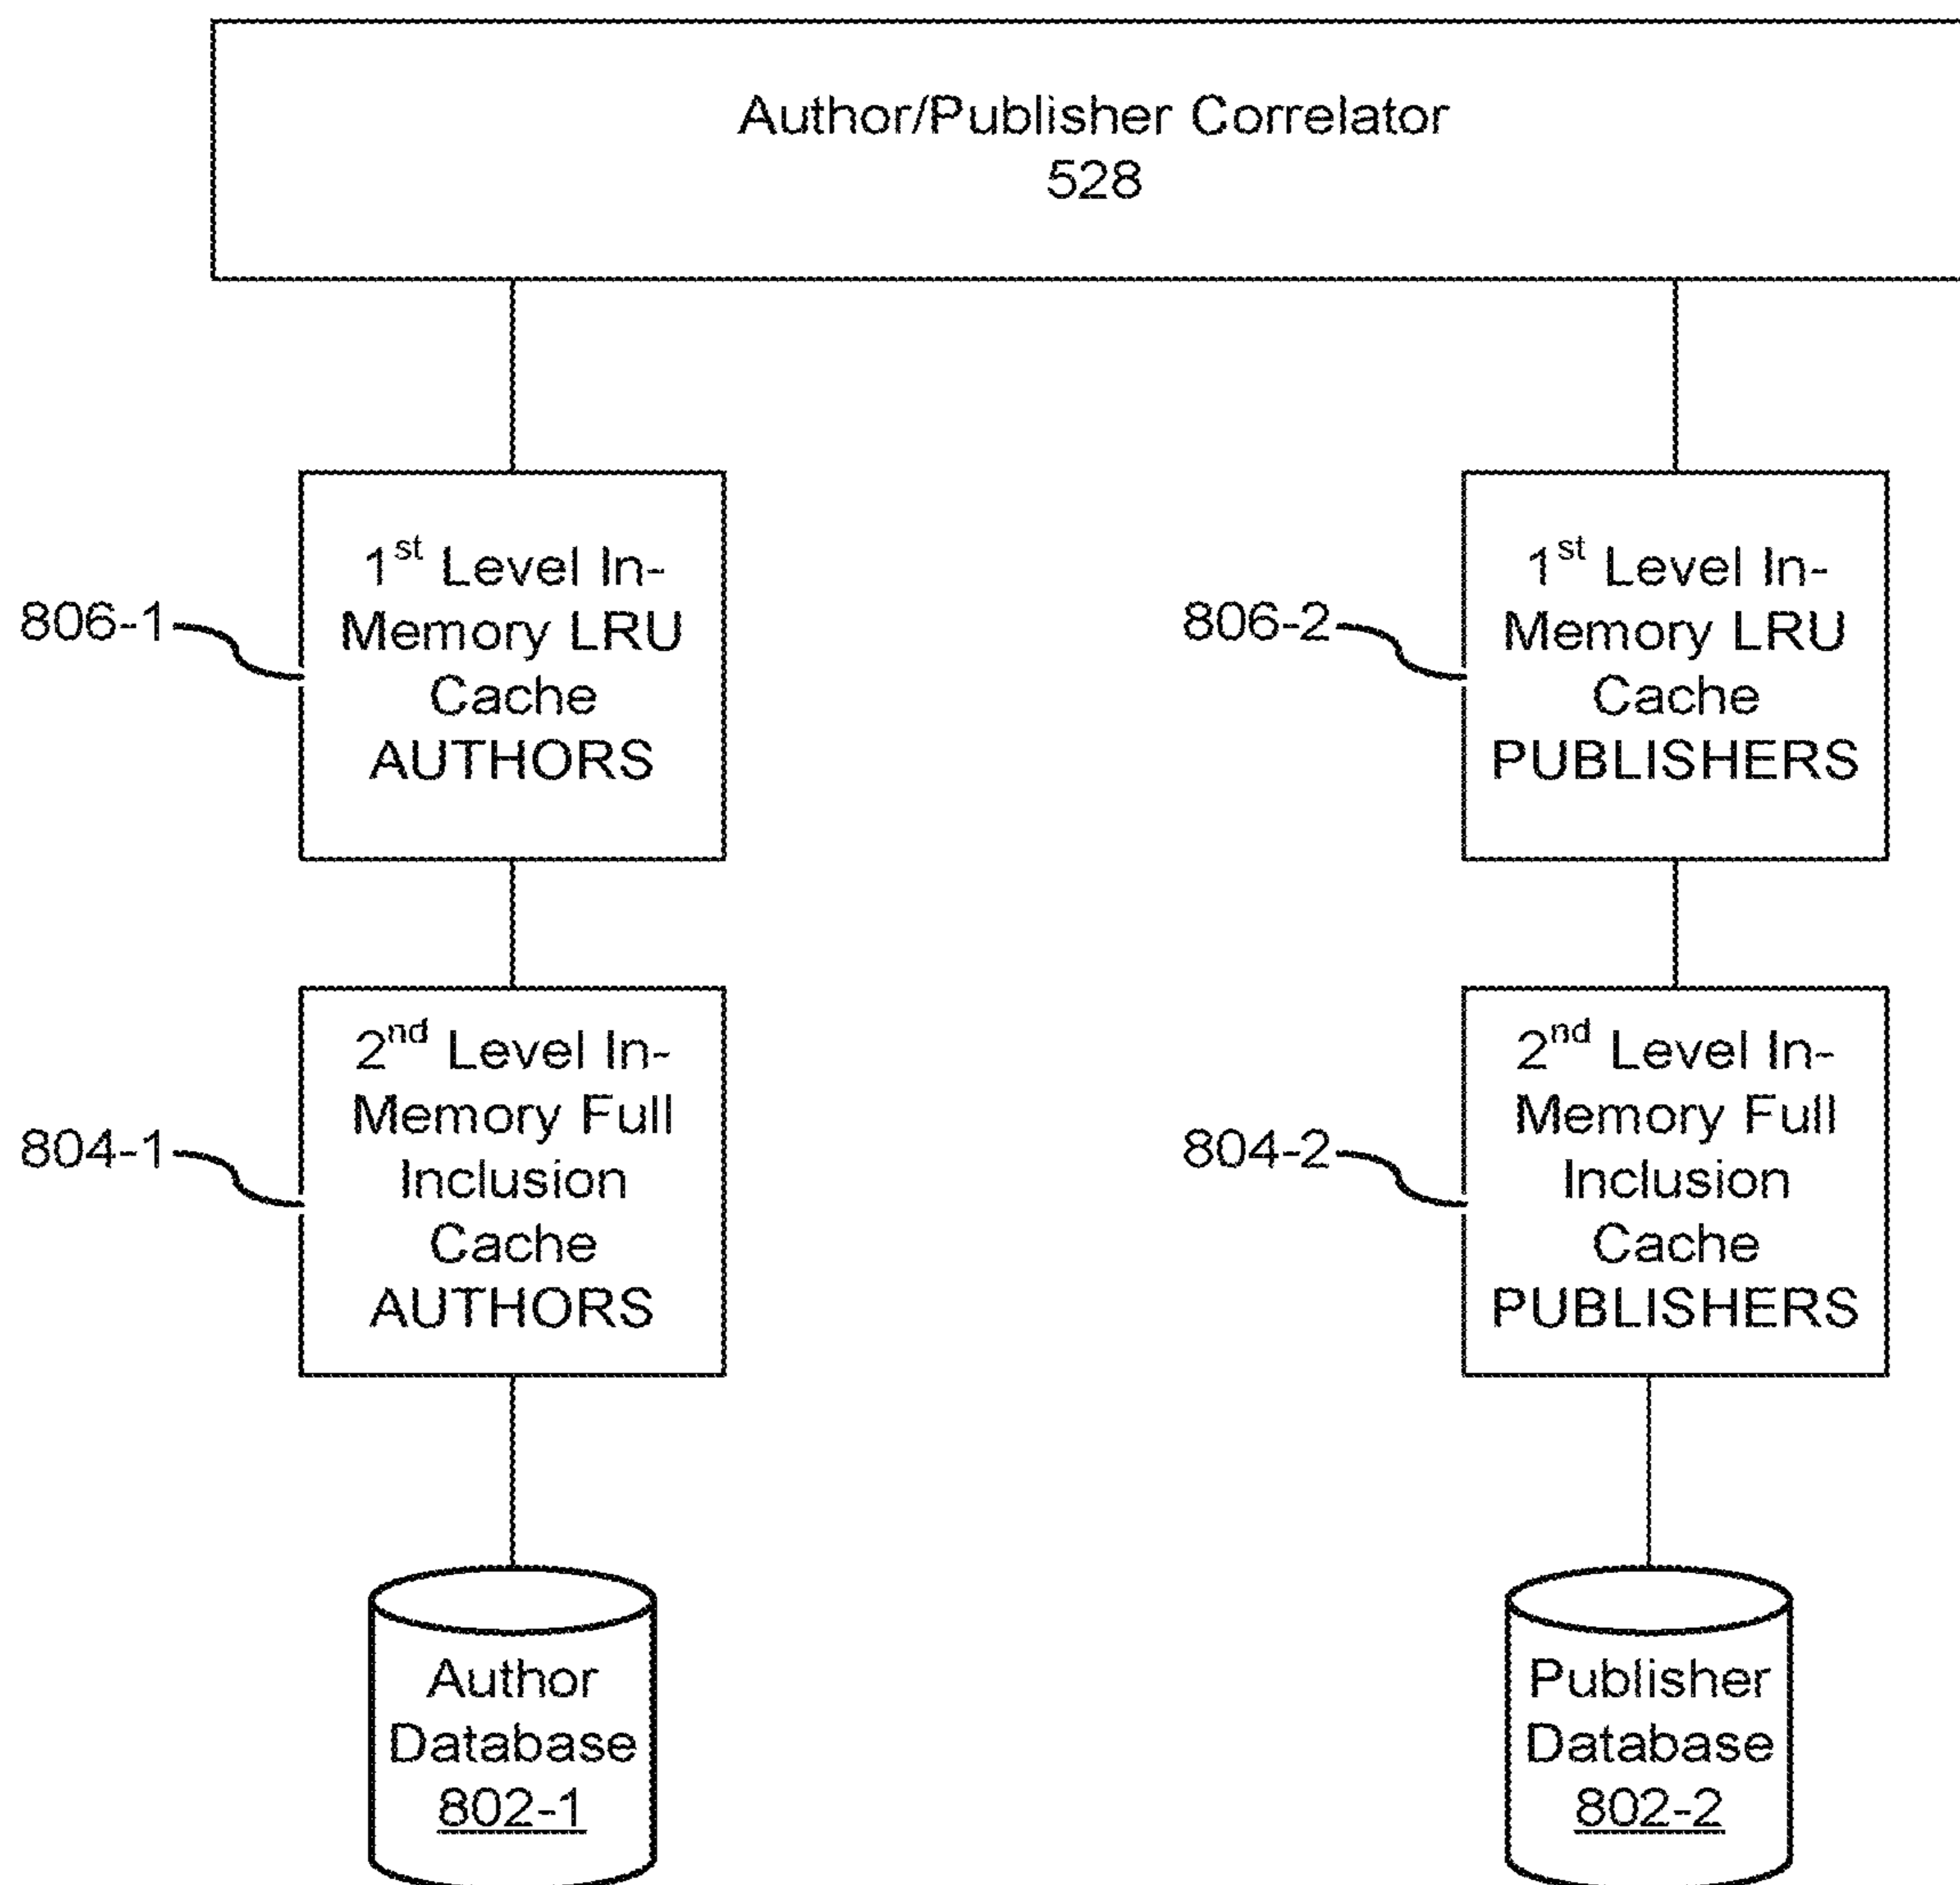 Author/Publisher Correlator
528
1st Level In-
Memory LRU
Cache
AUTHORS
806-1
1st Level In-
Memory LRU
Cache
PUBLISHERS
806-2
2nd Level In-
Memory Full
Inclusion
Cache
AUTHORS
804-1
2nd Level In-
Memory Full
Inclusion
Cache
PUBLISHERS
804-2
Author
Database
802-1
Publisher
Database
802-2